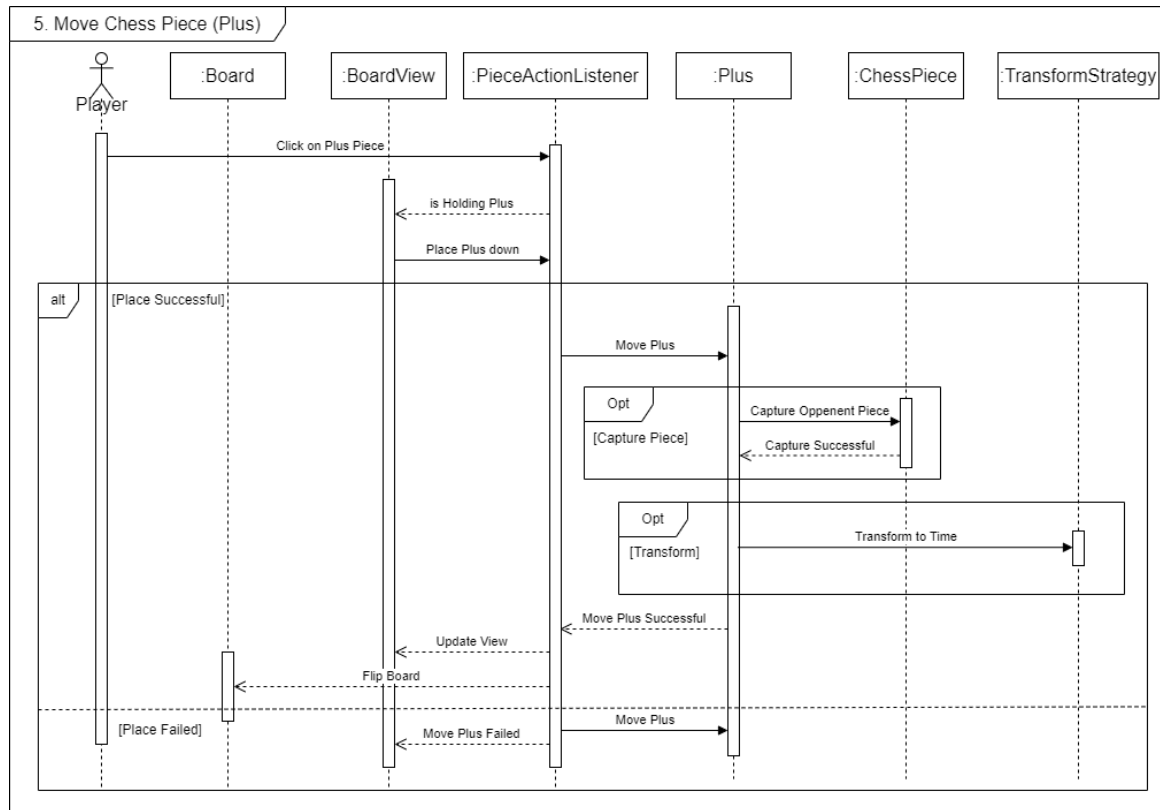 5. Move Chess Piece (Plus)
Player
:Board
:BoardView
:PieceActionListener
:Plus
:ChessPiece
:TransformStrategy
Click on Plus Piece
is Holding Plus
Place Plus down
alt
[Place Successful]
Move Plus
Opt
[Capture Piece]
Capture Oppenent Piece
Capture Successful
Opt
[Transform]
Transform to Time
Move Plus Successful
Update View
Flip Board
[Place Failed]
Move Plus
Move Plus Failed